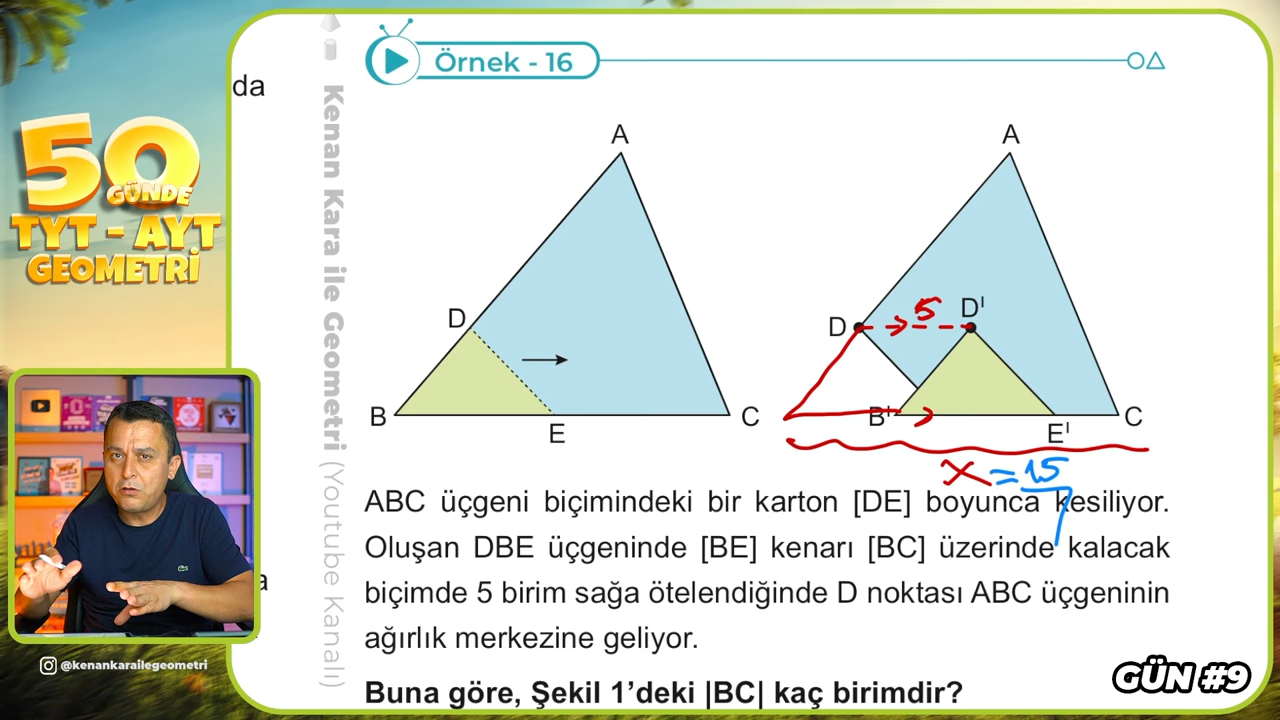 50
GÜNDE
TYT - AYT
GEOMETRİ
da
a
@kenankarailegeometri
Kenan Kara ile Geometri (Youtube Kanalı)
Örnek - 16
A
D
B
E
C
A
D
5
D'
B'
E'
C
x = 15
ABC üçgeni biçimindeki bir karton [DE] boyunca kesiliyor.
Oluşan DBE üçgeninde [BE] kenarı [BC] üzerinde kalacak
biçimde 5 birim sağa ötelendiğinde D noktası ABC üçgeninin
ağırlık merkezine geliyor.
Buna göre, Şekil 1’deki |BC| kaç birimdir?
GÜN #9